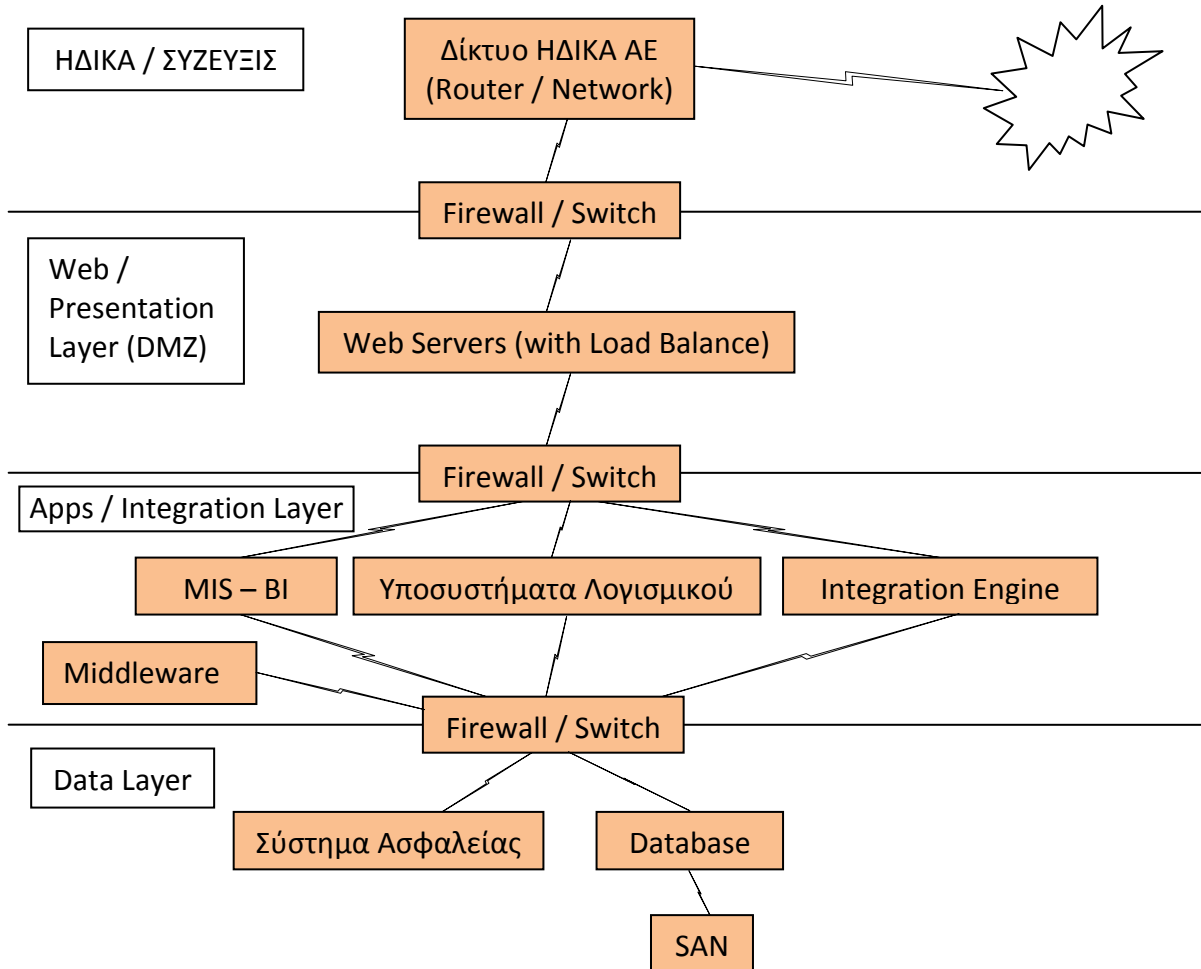 ΗΔΙΚΑ / ΣΥΖΕΥΞΙΣ
Δίκτυο ΗΔΙΚΑ ΑΕ
(Router / Network)
Firewall / Switch
Web /
Presentation
Layer (DMZ)
Web Servers (with Load Balance)
Firewall / Switch
Apps / Integration Layer
MIS – BI
Υποσυστήματα Λογισμικού
Integration Engine
Middleware
Firewall / Switch
Data Layer
Σύστημα Ασφαλείας
Database
SAN